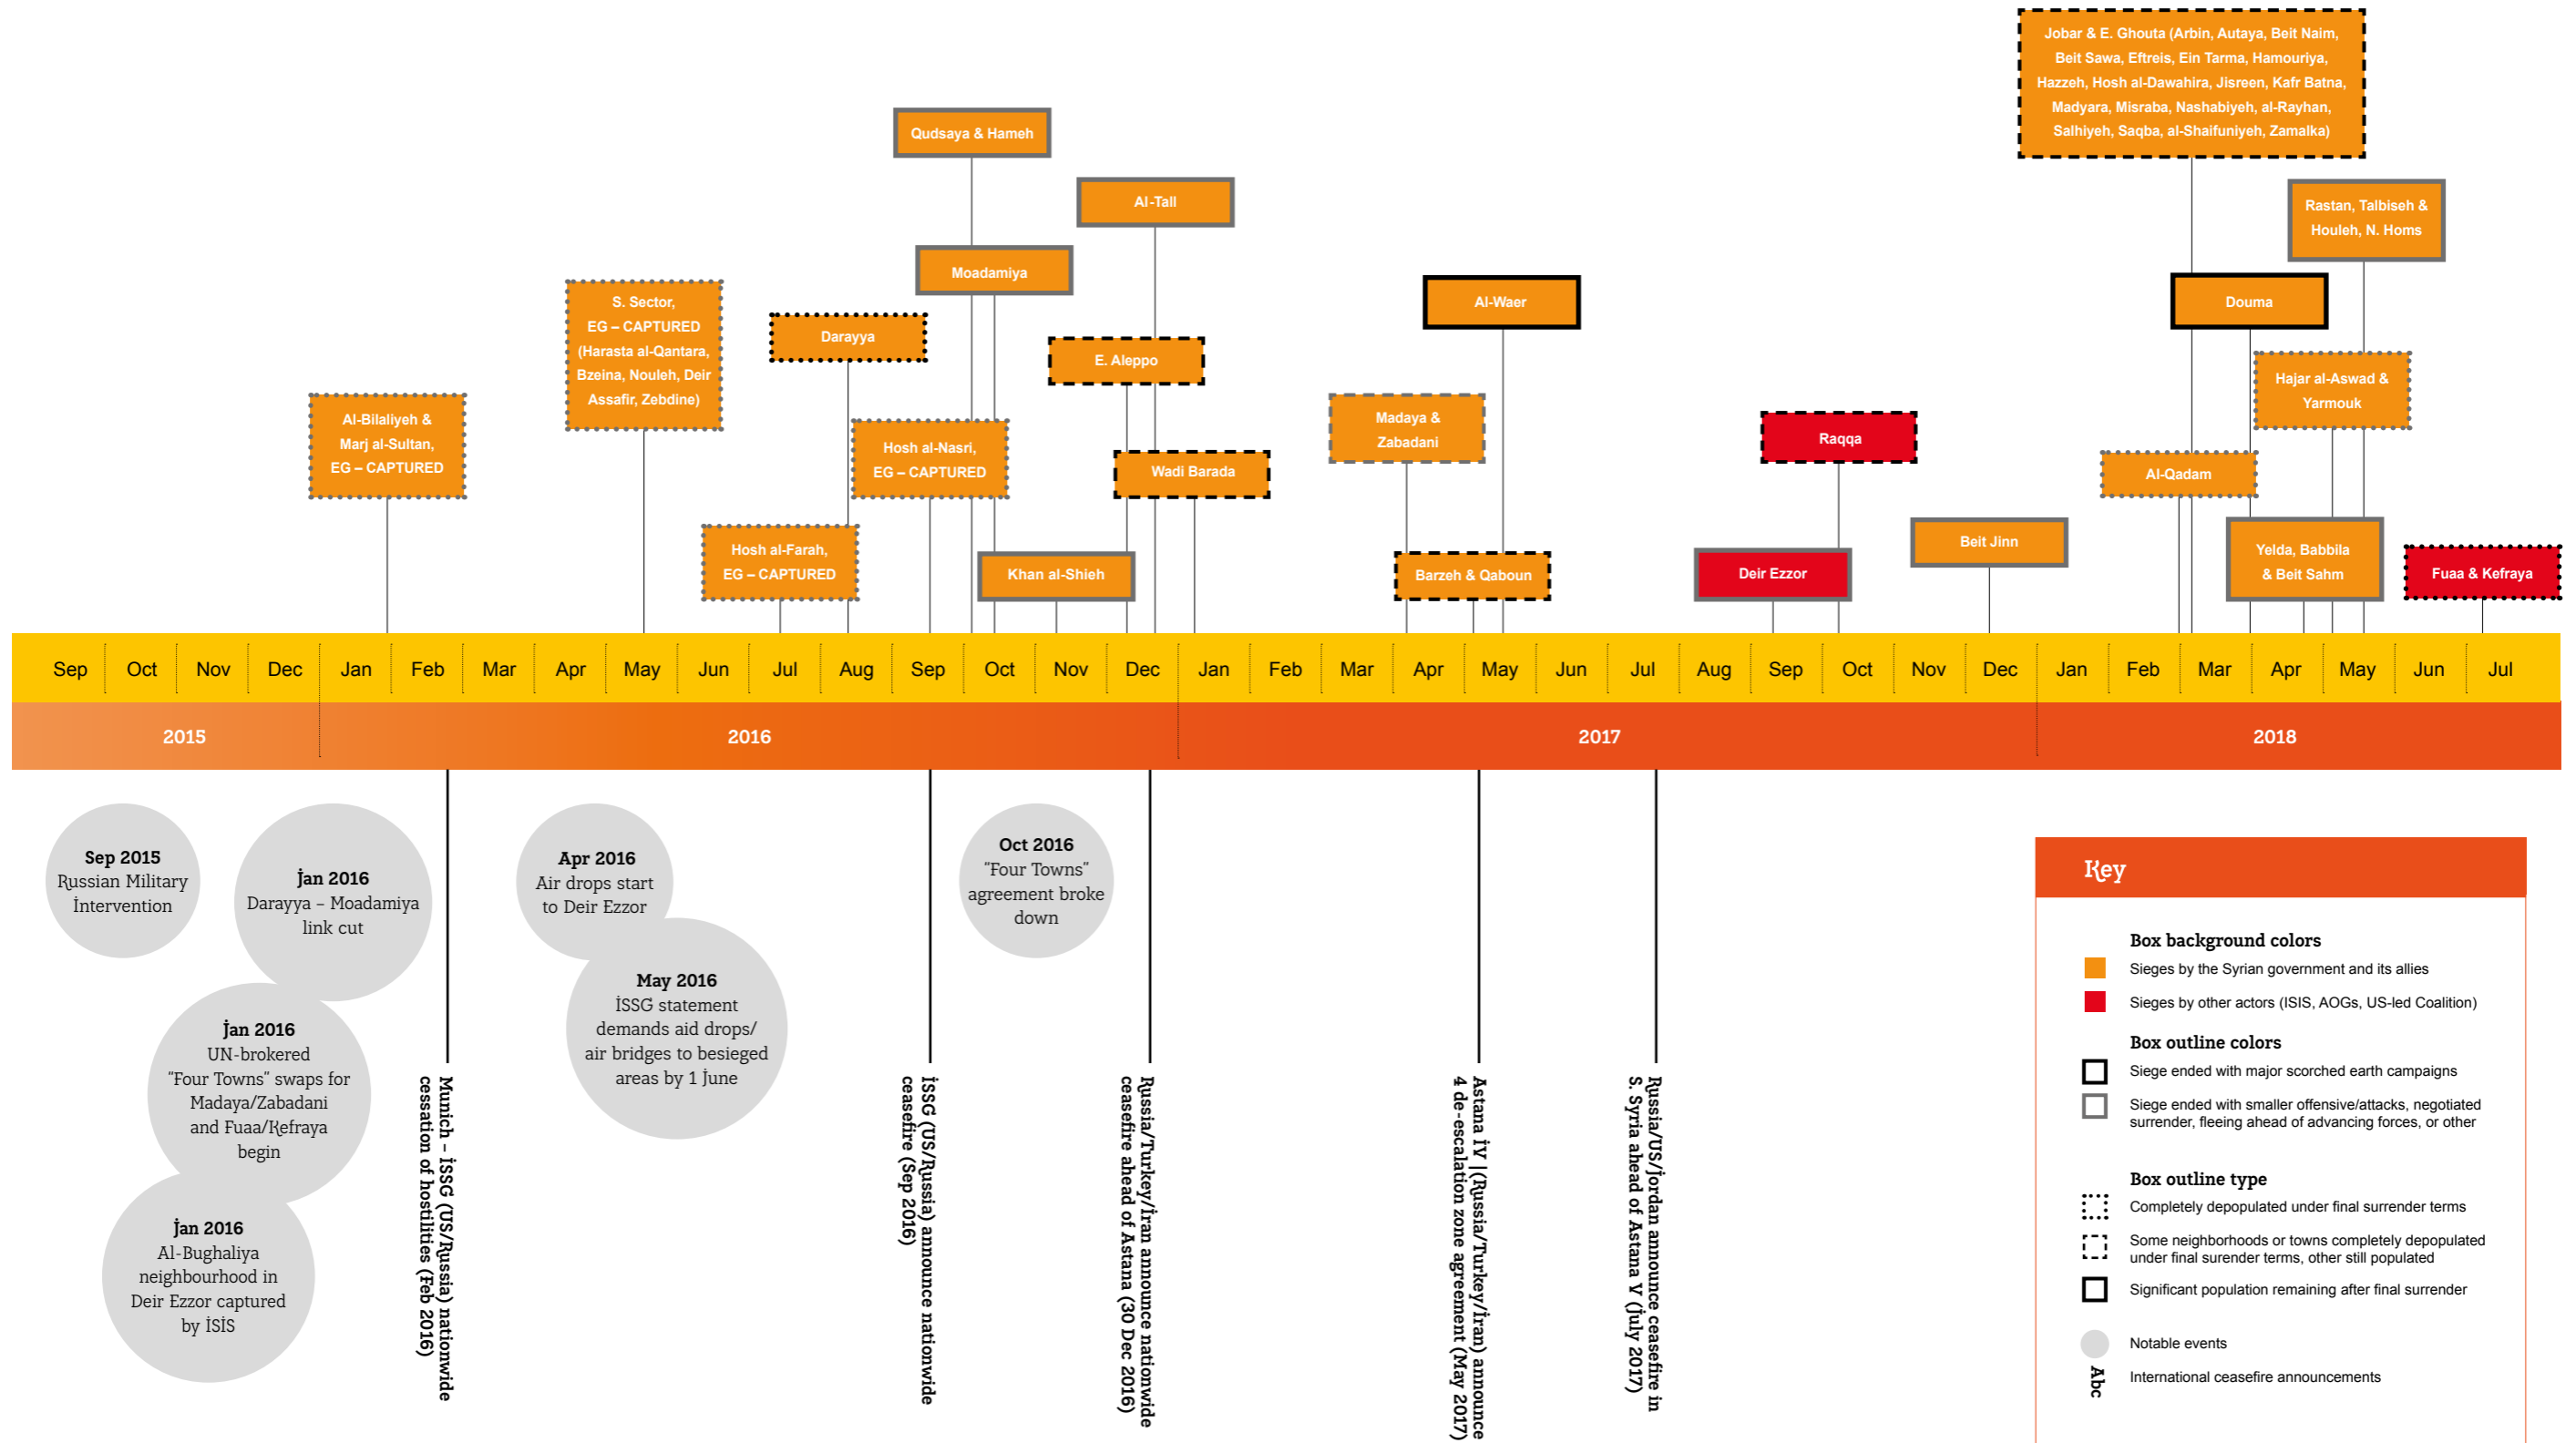 Jobar & E. Ghouta (Arbin, Autaya, Beit Naim,
Beit Sawa, Eftreis, Ein Tarma, Hamouriya,
Hazzeh, Hosh al-Dawahira, Jisreen, Kafr Batna,
Madyara, Misraba, Nashabiyeh, al-Rayhan,
Salhiyeh, Saqba, al-Shaifuniyeh, Zamalka)
Qudsaya & Hameh
Al-Tall
Rastan, Talbiseh &
Houleh, N. Homs
Moadamiya
S. Sector,
EG – CAPTURED
(Harasta al-Qantara,
Bzeina, Nouleh, Deir
Assafir, Zebdine)
Darayya
Al-Waer
Douma
E. Aleppo
Hajar al-Aswad &
Yarmouk
Al-Bilaliyeh &
Marj al-Sultan,
EG – CAPTURED
Hosh al-Nasri,
EG – CAPTURED
Madaya &
Zabadani
Raqqa
Wadi Barada
Al-Qadam
Hosh al-Farah,
EG – CAPTURED
Khan al-Shieh
Barzeh & Qaboun
Deir Ezzor
Beit Jinn
Yelda, Babbila
& Beit Sahm
Fuaa & Kefraya
Sep Oct Nov Dec Jan Feb Mar Apr May Jun Jul Aug Sep Oct Nov Dec Jan Feb Mar Apr May Jun Jul Aug Sep Oct Nov Dec Jan Feb Mar Apr May Jun Jul
2015 2016 2017 2018
Sep 2015
Russian Military
İntervention
Jan 2016
Darayya – Moadamiya
link cut
Jan 2016
UN-brokered
"Four Towns" swaps for
Madaya/Zabadani
and Fuaa/Kefraya
begin
Jan 2016
Al-Bughaliya
neighbourhood in
Deir Ezzor captured
by İSİS
Munich – İSSG (US/Russia) nationwide
cessation of hostilities (Feb 2016)
Apr 2016
Air drops start
to Deir Ezzor
May 2016
İSSG statement
demands aid drops/
air bridges to besieged
areas by 1 June
İSSG (US/Russia) announce nationwide
ceasefire (Sep 2016)
Oct 2016
"Four Towns"
agreement broke
down
Russia/Turkey/İran announce nationwide
ceasefire ahead of Astana (30 Dec 2016)
Astana İV |(Russia/Turkey/İran) announce
4 de-escalation zone agreement (May 2017)
Russia/US/Jordan announce ceasefire in
S. Syria ahead of Astana V (July 2017)
Key
Box background colors
Sieges by the Syrian government and its allies
Sieges by other actors (ISIS, AOGs, US-led Coalition)
Box outline colors
Siege ended with major scorched earth campaigns
Siege ended with smaller offensive/attacks, negotiated
surrender, fleeing ahead of advancing forces, or other
Box outline type
Completely depopulated under final surrender terms
Some neighborhoods or towns completely depopulated
under final surender terms, other still populated
Significant population remaining after final surrender
Notable events
Abc
International ceasefire announcements